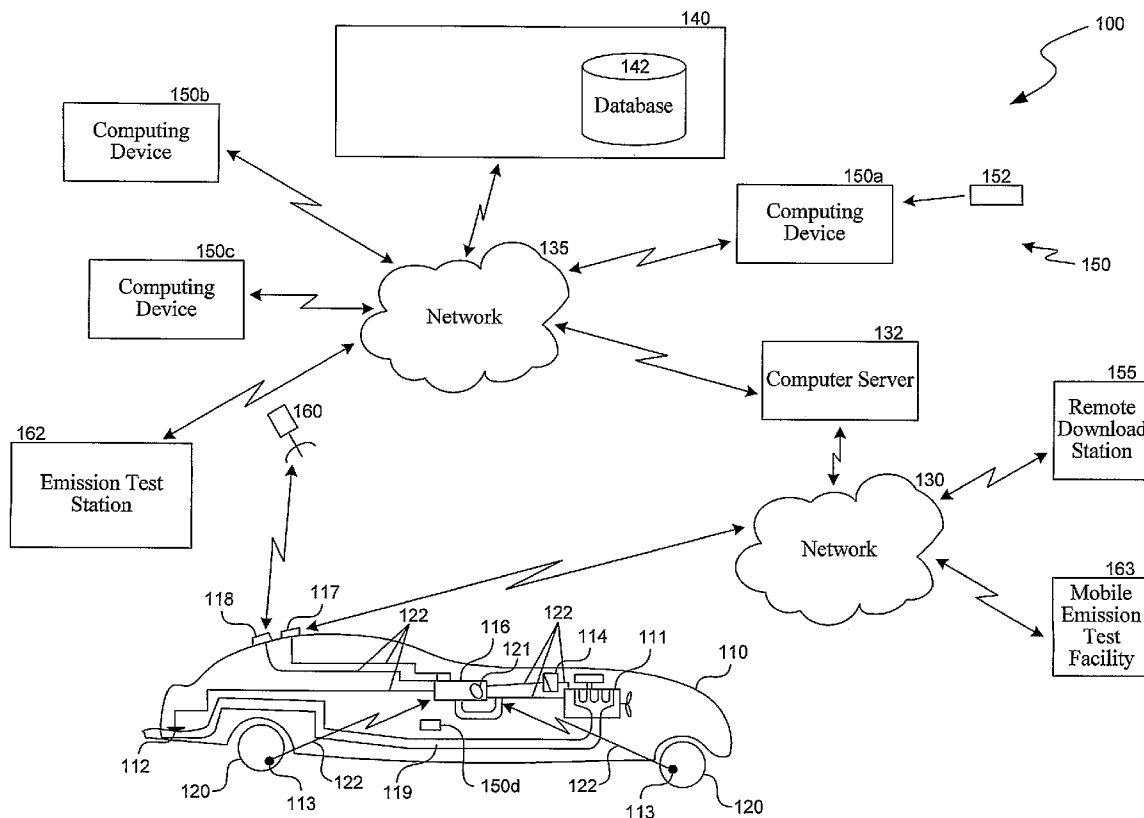 140
100
142
Database
150b
Computing
Device
150a
Computing
Device
152
150
150c
Computing
Device
135
Network
132
Computer Server
155
Remote
Download
Station
160
162
Emission Test
Station
130
Network
163
Mobile
Emission
Test
Facility
118
117
122
116
121
122
114
111
110
112
120
122
113
119
150d
122
113
120